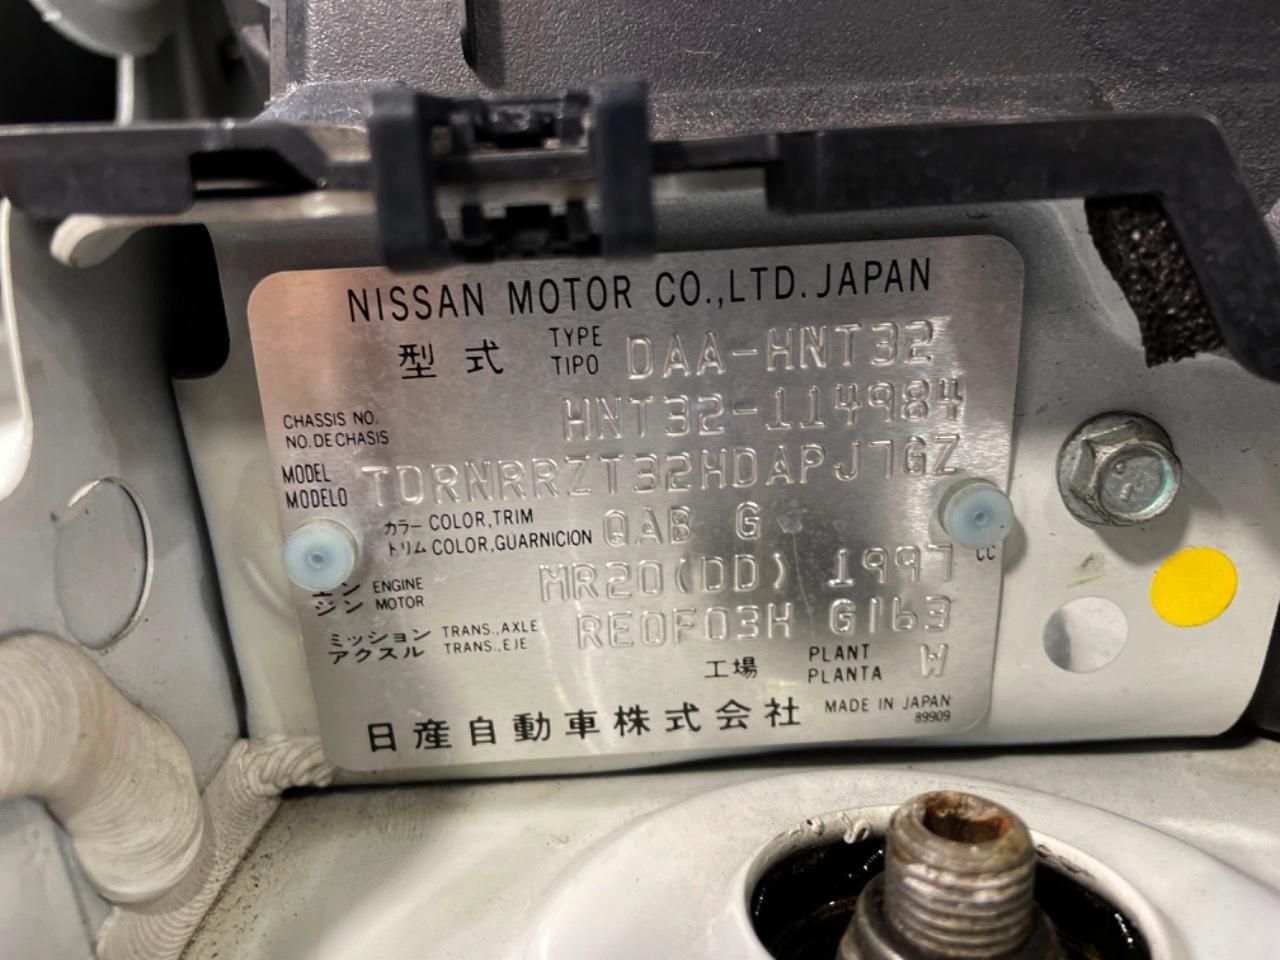 NISSAN MOTOR CO.,LTD. JAPAN
型式 TYPE TIPO DAA-HNT32
CHASSIS NO. NO.DE CHASIS HNT32-114984
MODEL MODELO TDRNRRZT32HDAPJ7GZ
カラー COLOR,TRIM
トリム COLOR,GUARNICION QAB G
エン ENGINE
ジン MOTOR MR20(DD) 1997 CC
ミッション TRANS.,AXLE
アクスル TRANS.,EJE RE0F03H G163
工場 PLANT PLANTA W
日産自動車株式会社 MADE IN JAPAN
89909